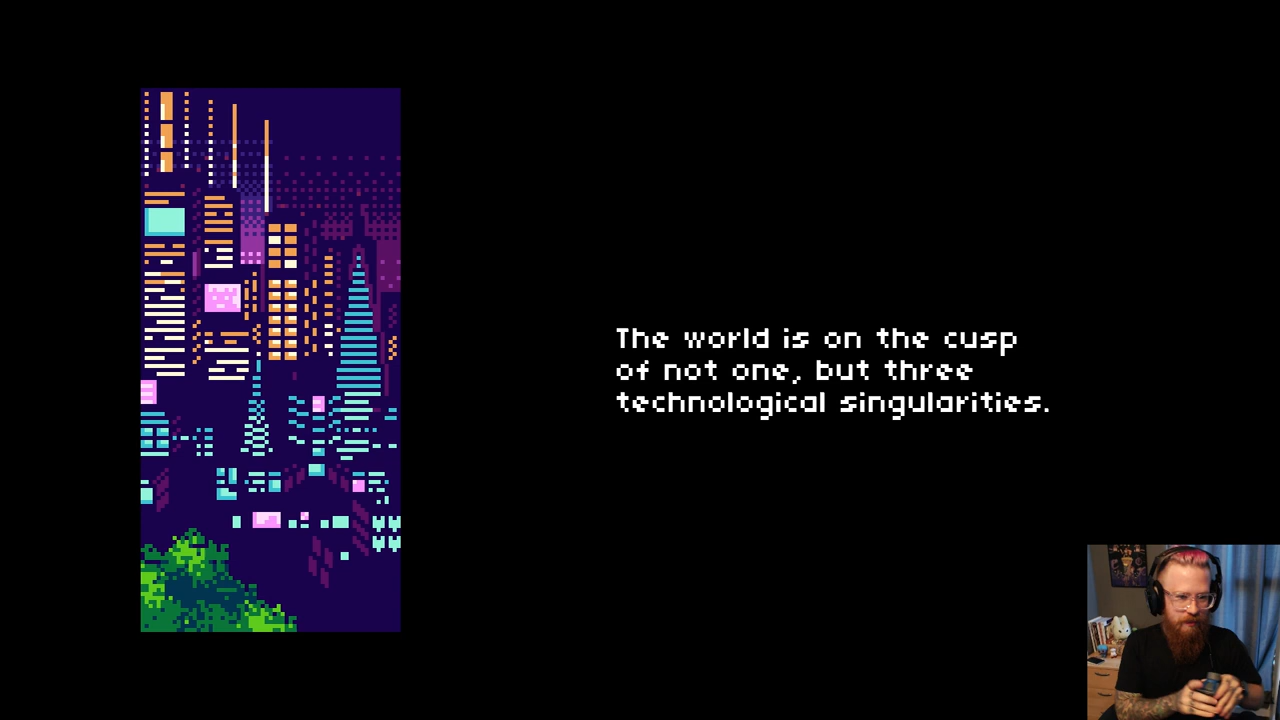 The world is on the cusp
of not one, but three
technological singularities.